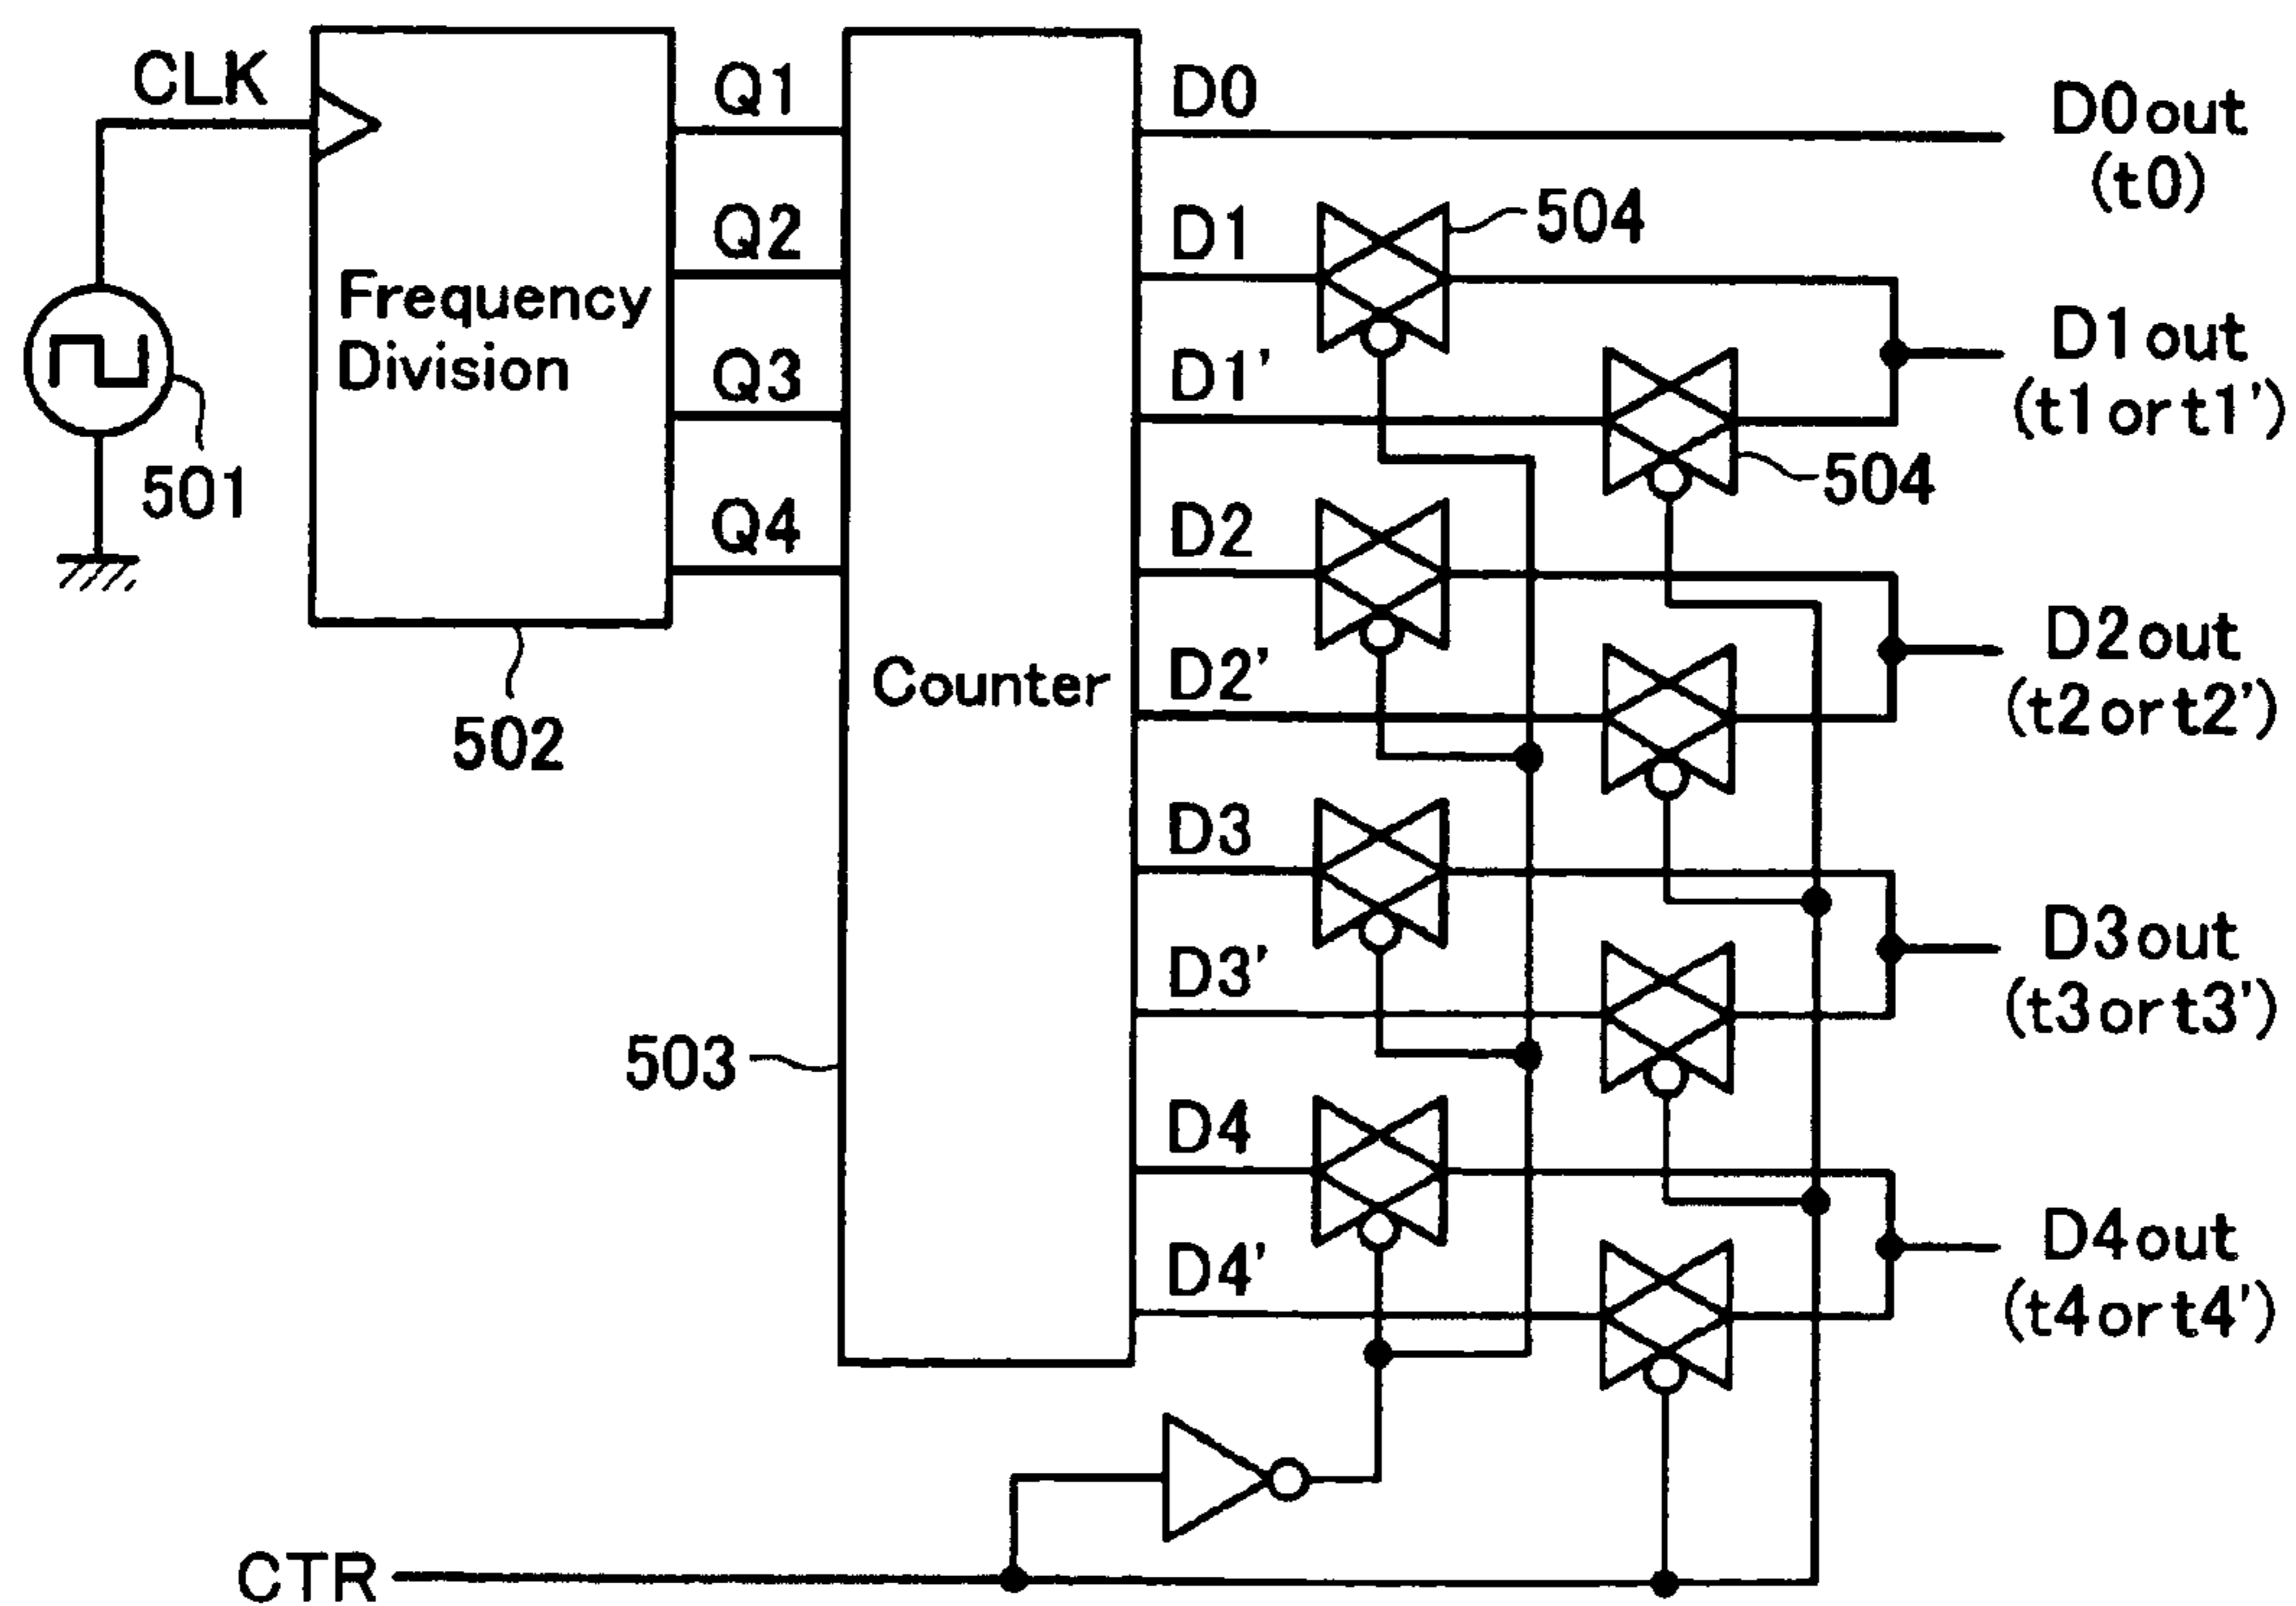 CLK
501
Frequency
Division
502
Q1
Q2
Q3
Q4
Counter
503
D0
D1
D1'
D2
D2'
D3
D3'
D4
D4'
504
504
D0out
(t0)
D1out
(t1ort1')
D2out
(t2ort2')
D3out
(t3ort3')
D4out
(t4ort4')
CTR